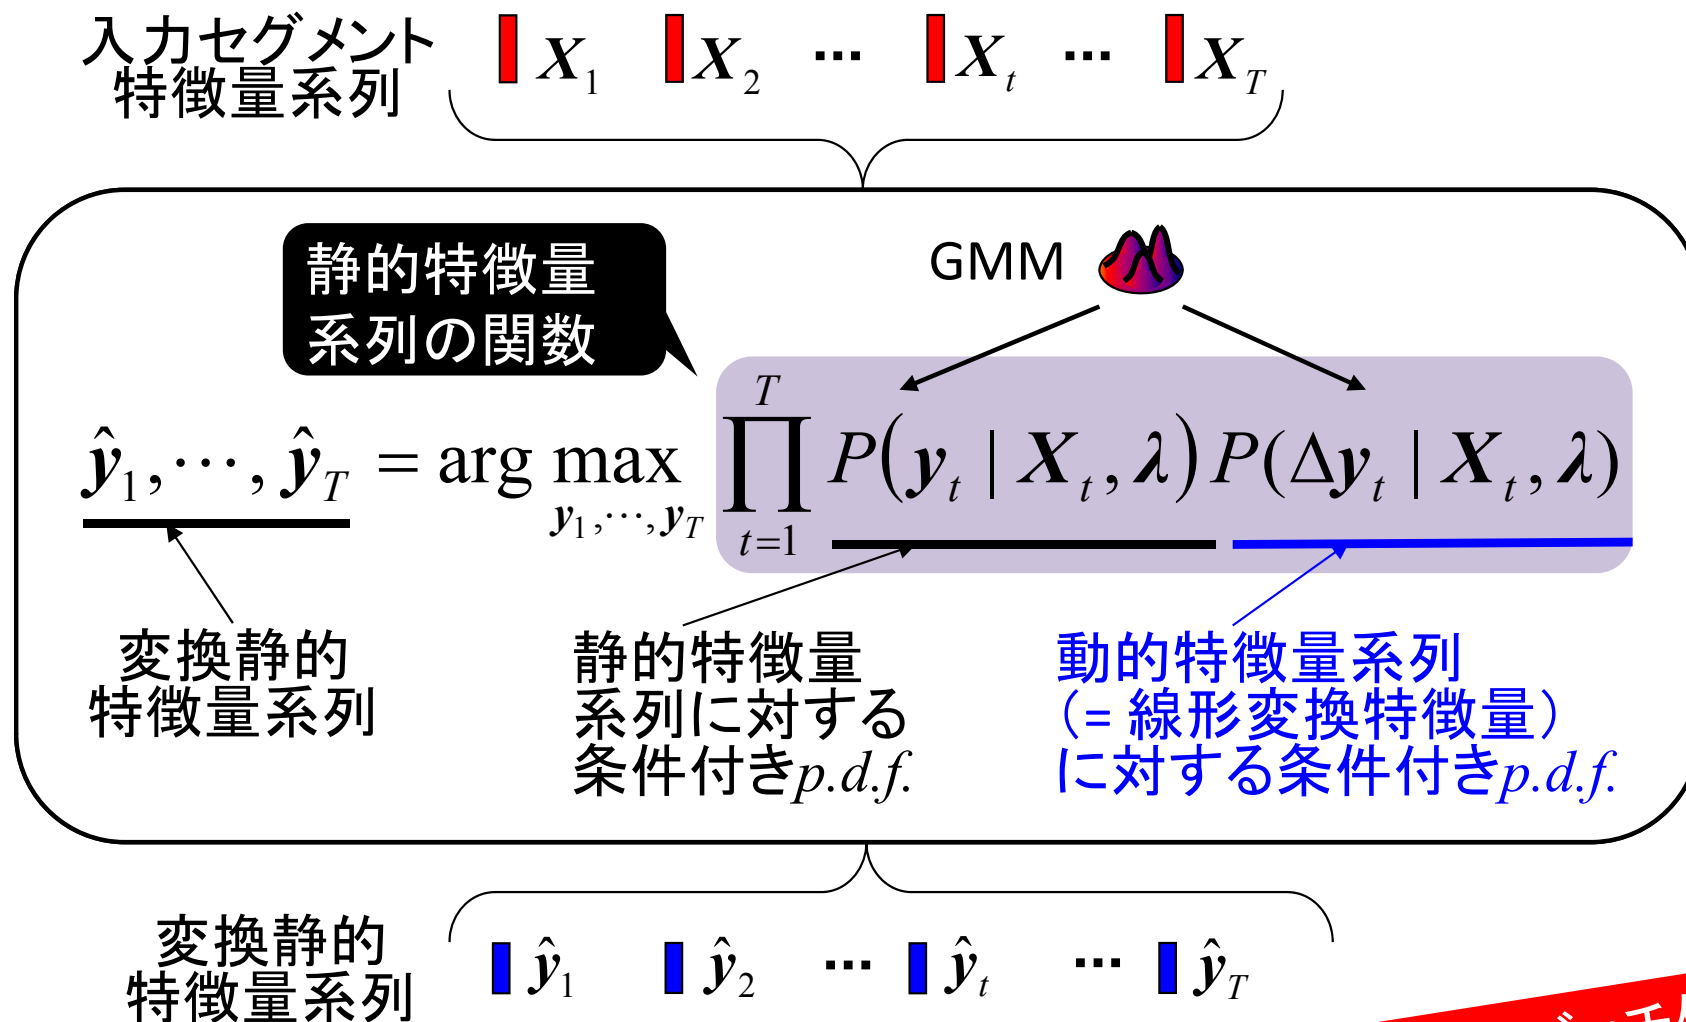 入力セグメント
特徴量系列
X1 X2 ... Xt ... XT
静的特徴量
系列の関数
GMM
ŷ1,⋯,ŷT = arg max y1,⋯,yT ∏ t=1 T P(yt | Xt, λ) P(Δyt | Xt, λ)
変換静的
特徴量系列
静的特徴量
系列に対する
条件付きp.d.f.
動的特徴量系列
(= 線形変換特徴量)
に対する条件付きp.d.f.
変換静的
特徴量系列
ŷ1 ŷ2 ... ŷt ... ŷT